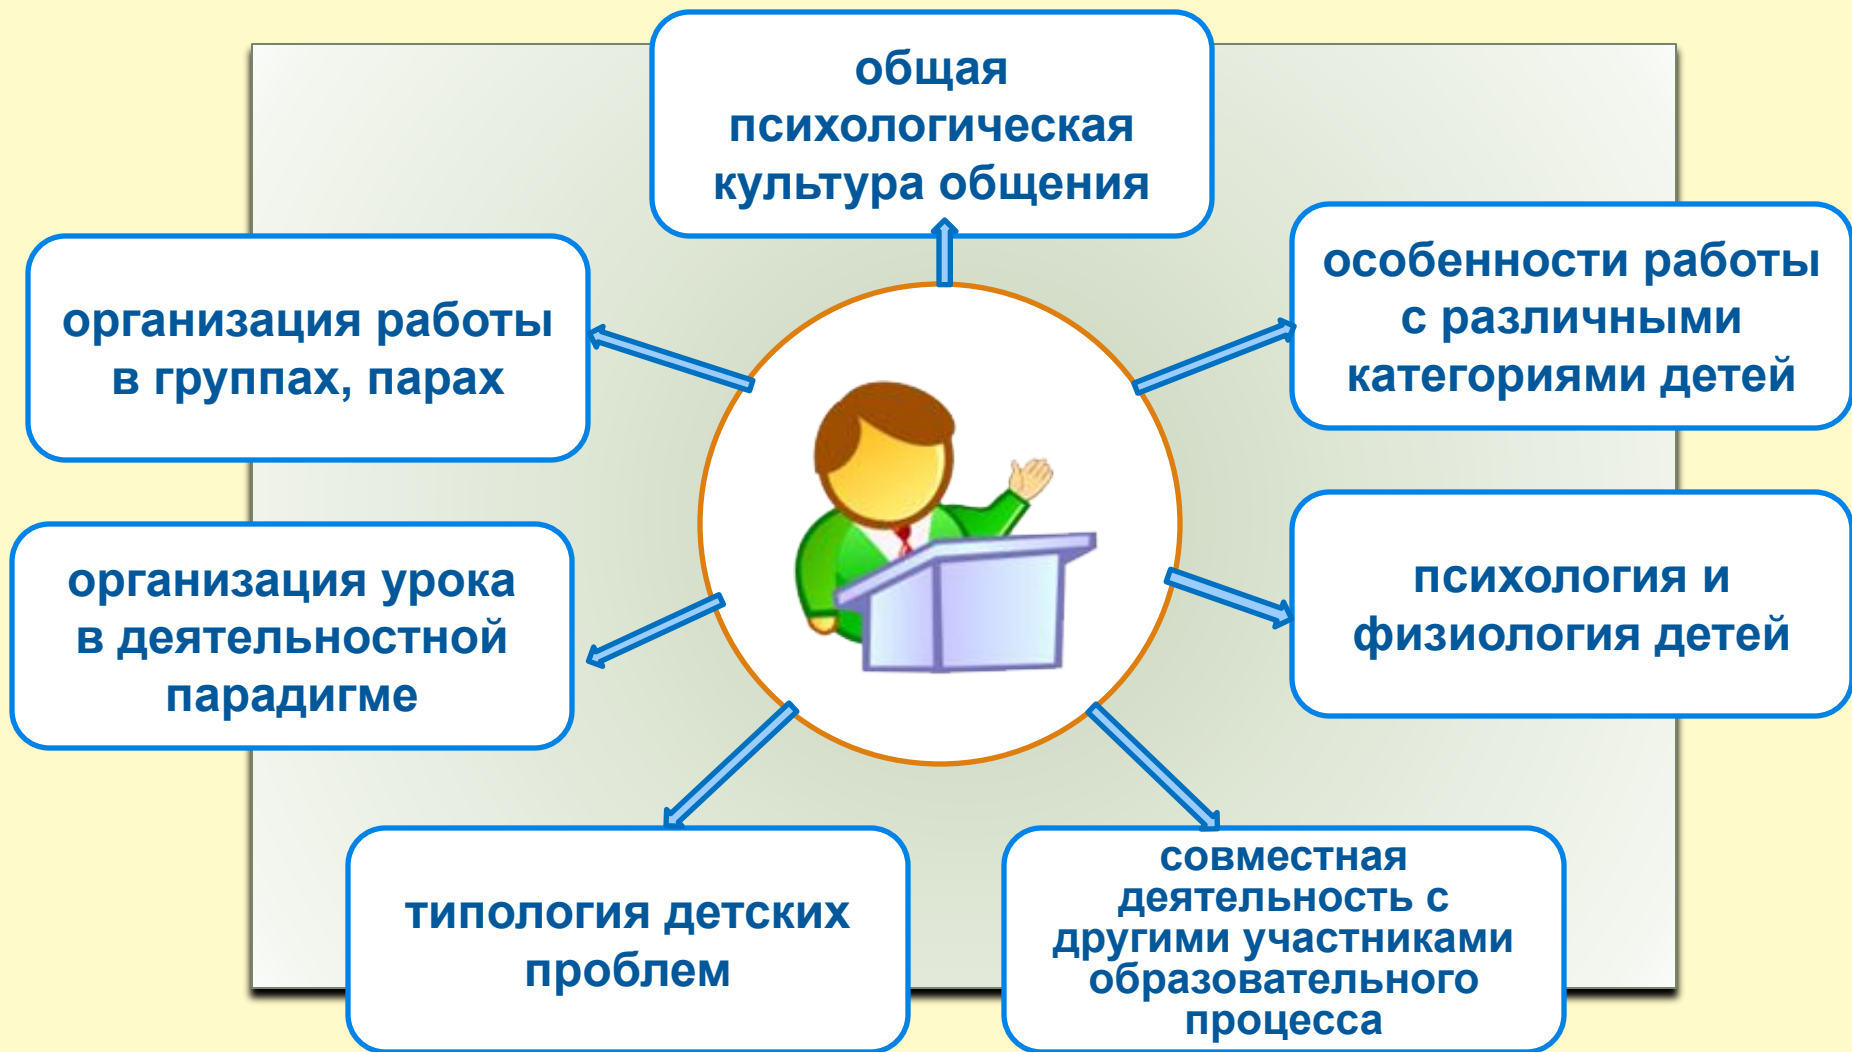 общая
психологическая
культура общения
особенности работы
с различными
категориями детей
организация работы
в группах, парах
психология и
физиология детей
организация урока
в деятельностной
парадигме
типология детских
проблем
совместная
деятельность с
другими участниками
образовательного
процесса